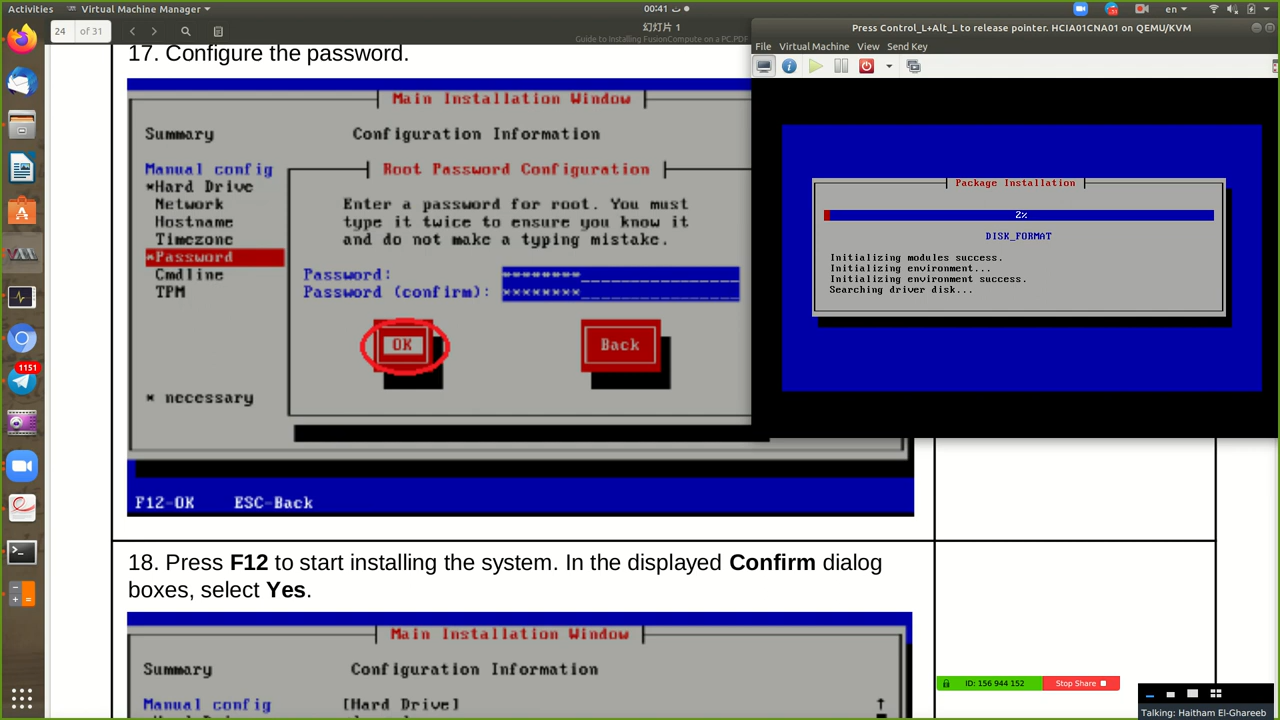 Activities Virtual Machine Manager 00:41 ت en
24 of 31 幻灯片 1
Guide to Installing FusionCompute on a PC.PDF
17. Configure the password.
Main Installation Window
Summary Configuration Information
Manual config Root Password Configuration
*Hard Drive
Network Enter a password for root. You must
Hostname type it twice to ensure you know it
Timezone and do not make a typing mistake.
*Password
Cmdline Password: ********
TPM Password (confirm): ********
OK Back
* necessary
F12-OK ESC-Back
18. Press F12 to start installing the system. In the displayed Confirm dialog
boxes, select Yes.
Main Installation Window
Summary Configuration Information
Manual config [Hard Drive]
Press Control_L+Alt_L to release pointer. HCIA01CNA01 on QEMU/KVM
File Virtual Machine View Send Key
Package Installation
2%
DISK_FORMAT
Initializing modules success.
Initializing environment...
Initializing environment success.
Searching driver disk...
1151
ID: 156 944 152 Stop Share
Talking: Haitham El-Ghareeb